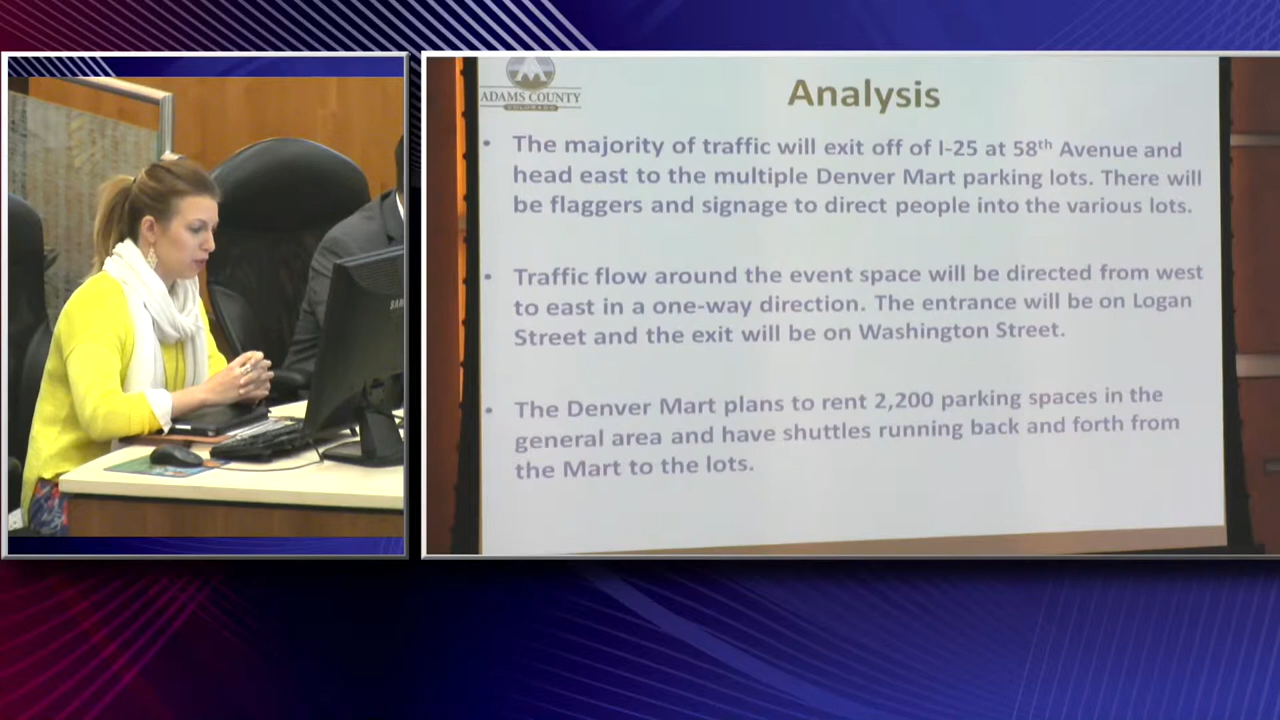 ADAMS COUNTY
COLORADO
Analysis
• The majority of traffic will exit off of I-25 at 58th Avenue and
head east to the multiple Denver Mart parking lots. There will
be flaggers and signage to direct people into the various lots.
• Traffic flow around the event space will be directed from west
to east in a one-way direction. The entrance will be on Logan
Street and the exit will be on Washington Street.
• The Denver Mart plans to rent 2,200 parking spaces in the
general area and have shuttles running back and forth from
the Mart to the lots.